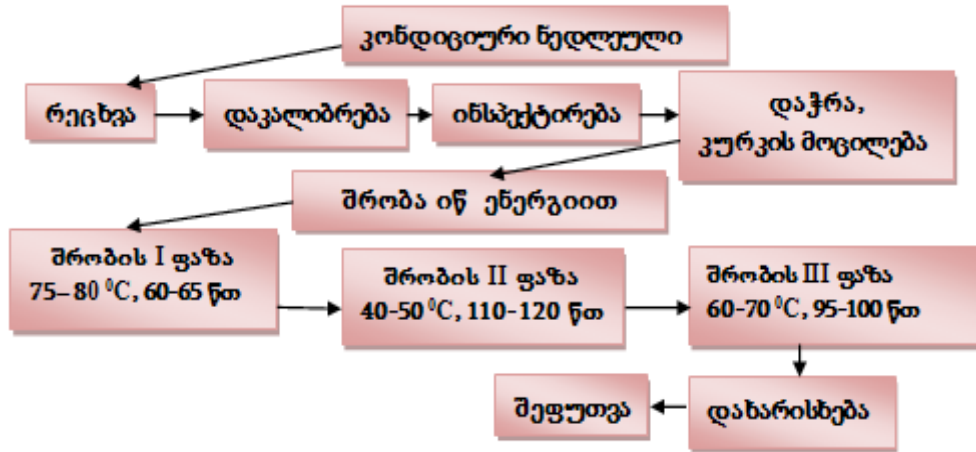 კონდიციური ნედლეული
რეცხვა
დაკალიბრება
ინსპექტირება
დაჭრა,
კურკის მოცილება
შრობა იწ ენერგიით
შრობის I ფაზა
75–80 ⁰C, 60-65 წთ
შრობის II ფაზა
40-50 ⁰C, 110-120 წთ
შრობის III ფაზა
60-70 ⁰C, 95-100 წთ
დახარისხება
შეფუთვა